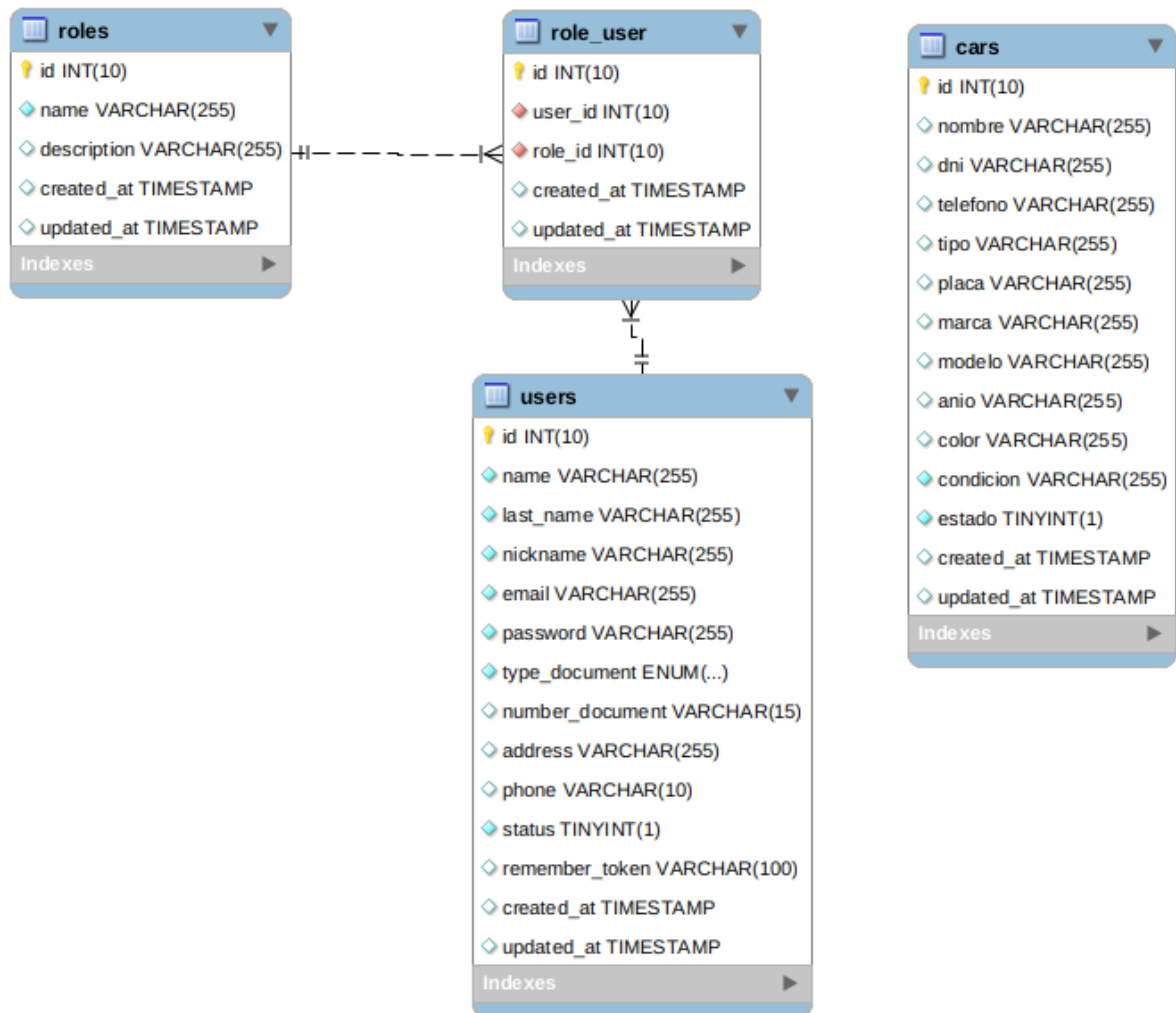 roles
id INT(10)
name VARCHAR(255)
description VARCHAR(255)
created_at TIMESTAMP
updated_at TIMESTAMP
Indexes
role_user
id INT(10)
user_id INT(10)
role_id INT(10)
created_at TIMESTAMP
updated_at TIMESTAMP
Indexes
users
id INT(10)
name VARCHAR(255)
last_name VARCHAR(255)
nickname VARCHAR(255)
email VARCHAR(255)
password VARCHAR(255)
type_document ENUM(...)
number_document VARCHAR(15)
address VARCHAR(255)
phone VARCHAR(10)
status TINYINT(1)
remember_token VARCHAR(100)
created_at TIMESTAMP
updated_at TIMESTAMP
Indexes
cars
id INT(10)
nombre VARCHAR(255)
dni VARCHAR(255)
telefono VARCHAR(255)
tipo VARCHAR(255)
placa VARCHAR(255)
marca VARCHAR(255)
modelo VARCHAR(255)
anio VARCHAR(255)
color VARCHAR(255)
condicion VARCHAR(255)
estado TINYINT(1)
created_at TIMESTAMP
updated_at TIMESTAMP
Indexes